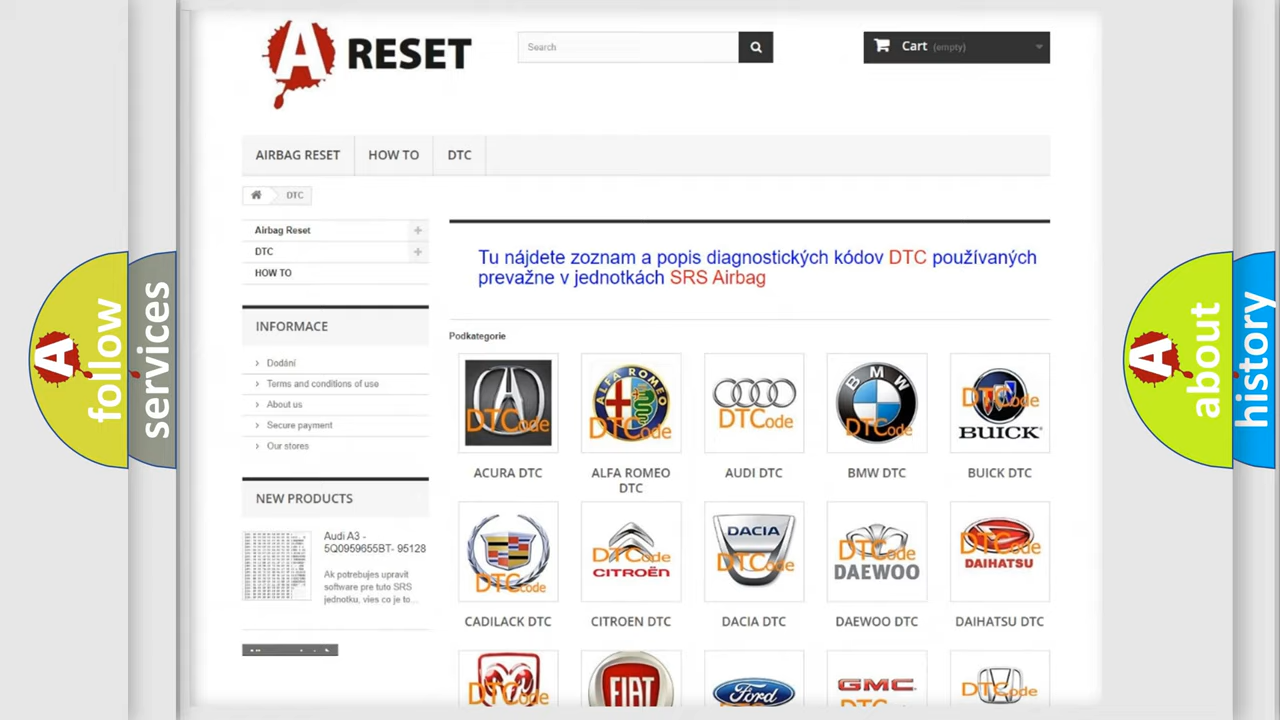 A RESET
Search
Cart (empty)
AIRBAG RESET
HOW TO
DTC
DTC
Airbag Reset
DTC
HOW TO
Tu nájdete zoznam a popis diagnostických kódov DTC používaných
prevažne v jednotkách SRS Airbag
INFORMACE
Dodání
Terms and conditions of use
About us
Secure payment
Our stores
Podkategorie
DTCode
ALFA ROMEO
DTCode
DTCode
BMW
DTCode
DTCode
BUICK
ACURA DTC
ALFA ROMEO
DTC
AUDI DTC
BMW DTC
BUICK DTC
NEW PRODUCTS
Audi A3 -
5Q0959655BT- 95128
Ak potrebujes upravit
software pre tuto SRS
jednotku, vies co je to...
DTCode
DTCode
CITROËN
DACIA
DTCode
DTCode
DAEWOO
DTCode
DAIHATSU
CADILACK DTC
CITROEN DTC
DACIA DTC
DAEWOO DTC
DAIHATSU DTC
DTCode
FIAT
Ford
GMC
DTCode
A follow
services
A about
history